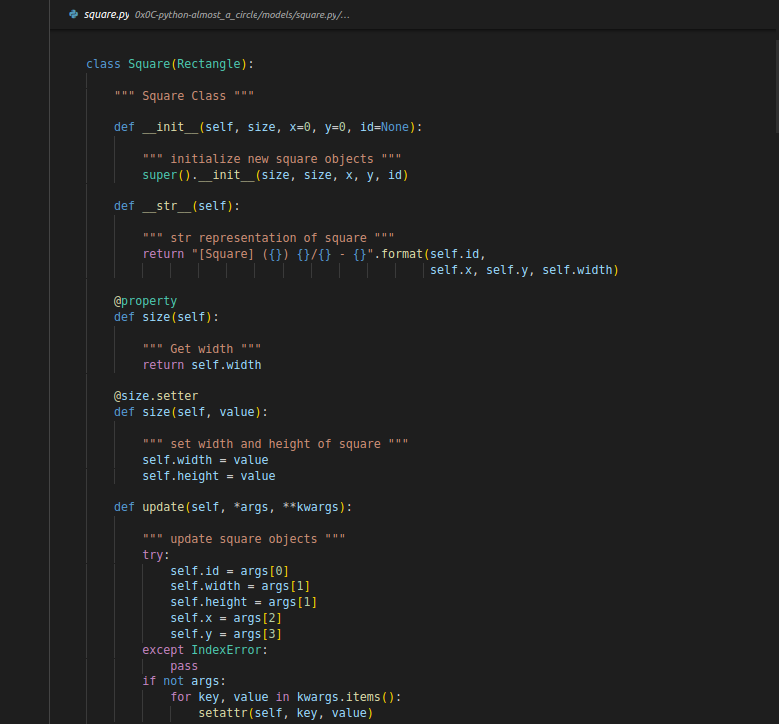 square.py 0x0C-python-almost_a_circle/models/square.py/...
class Square(Rectangle):
""" Square Class """
def __init__(self, size, x=0, y=0, id=None):
""" initialize new square objects """
super().__init__(size, size, x, y, id)
def __str__(self):
""" str representation of square """
return "[Square] ({}) {}/{} - {}".format(self.id,
self.x, self.y, self.width)
@property
def size(self):
""" Get width """
return self.width
@size.setter
def size(self, value):
""" set width and height of square """
self.width = value
self.height = value
def update(self, *args, **kwargs):
""" update square objects """
try:
self.id = args[0]
self.width = args[1]
self.height = args[1]
self.x = args[2]
self.y = args[3]
except IndexError:
pass
if not args:
for key, value in kwargs.items():
setattr(self, key, value)